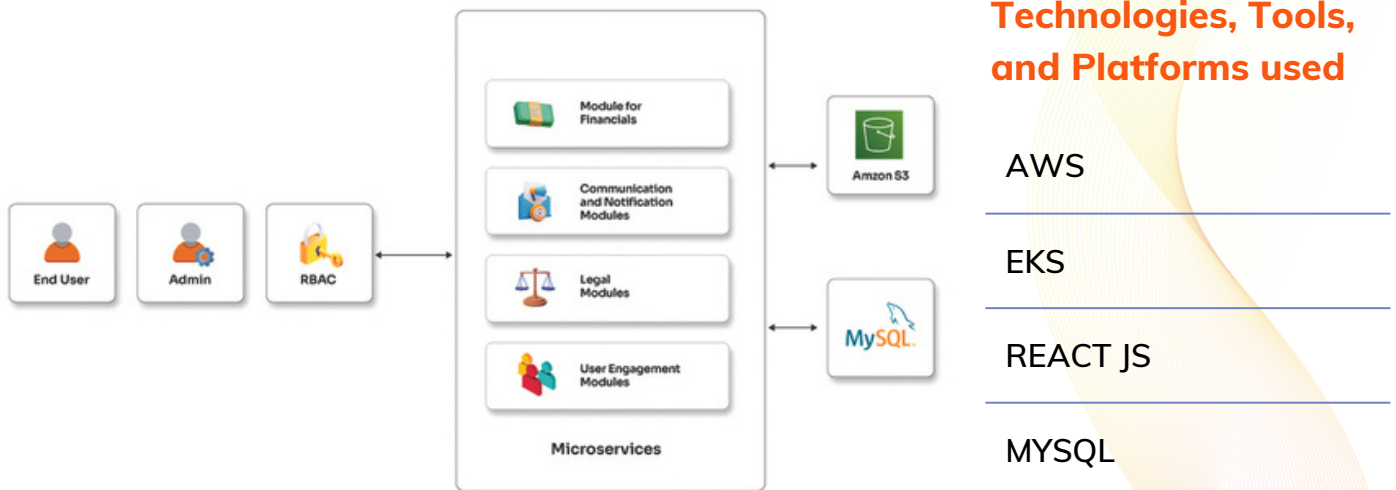 End User
Admin
RBAC
Module for
Financials
Communication
and Notification
Modules
Legal
Modules
User Engagement
Modules
Microservices
Amzon S3
MySQL.
Technologies, Tools,
and Platforms used
AWS
EKS
REACT JS
MYSQL